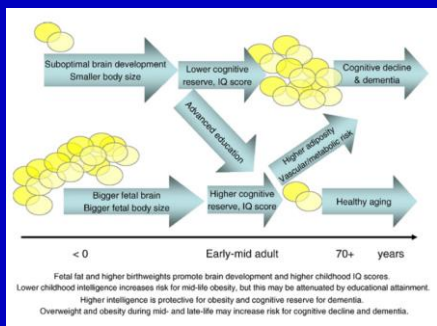 Suboptimal brain development
Smaller body size
Lower cognitive
reserve, IQ score
Cognitive decline
& dementia
Advanced education
Higher adiposity
Vascular/metabolic risk
Bigger fetal brain
Bigger fetal body size
Higher cognitive
reserve, IQ score
Healthy aging
< 0
Early-mid adult
70+
years
Fetal fat and higher birthweights promote brain development and higher childhood IQ scores.
Lower childhood intelligence increases risk for mid-life obesity, but this may be attenuated by educational attainment.
Higher intelligence is protective for obesity and cognitive reserve for dementia.
Overweight and obesity during mid- and late-life may increase risk for cognitive decline and dementia.